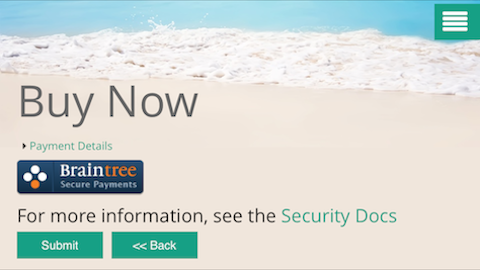 Buy Now
Payment Details
Braintree
Secure Payments
For more information, see the Security Docs
Submit
<< Back